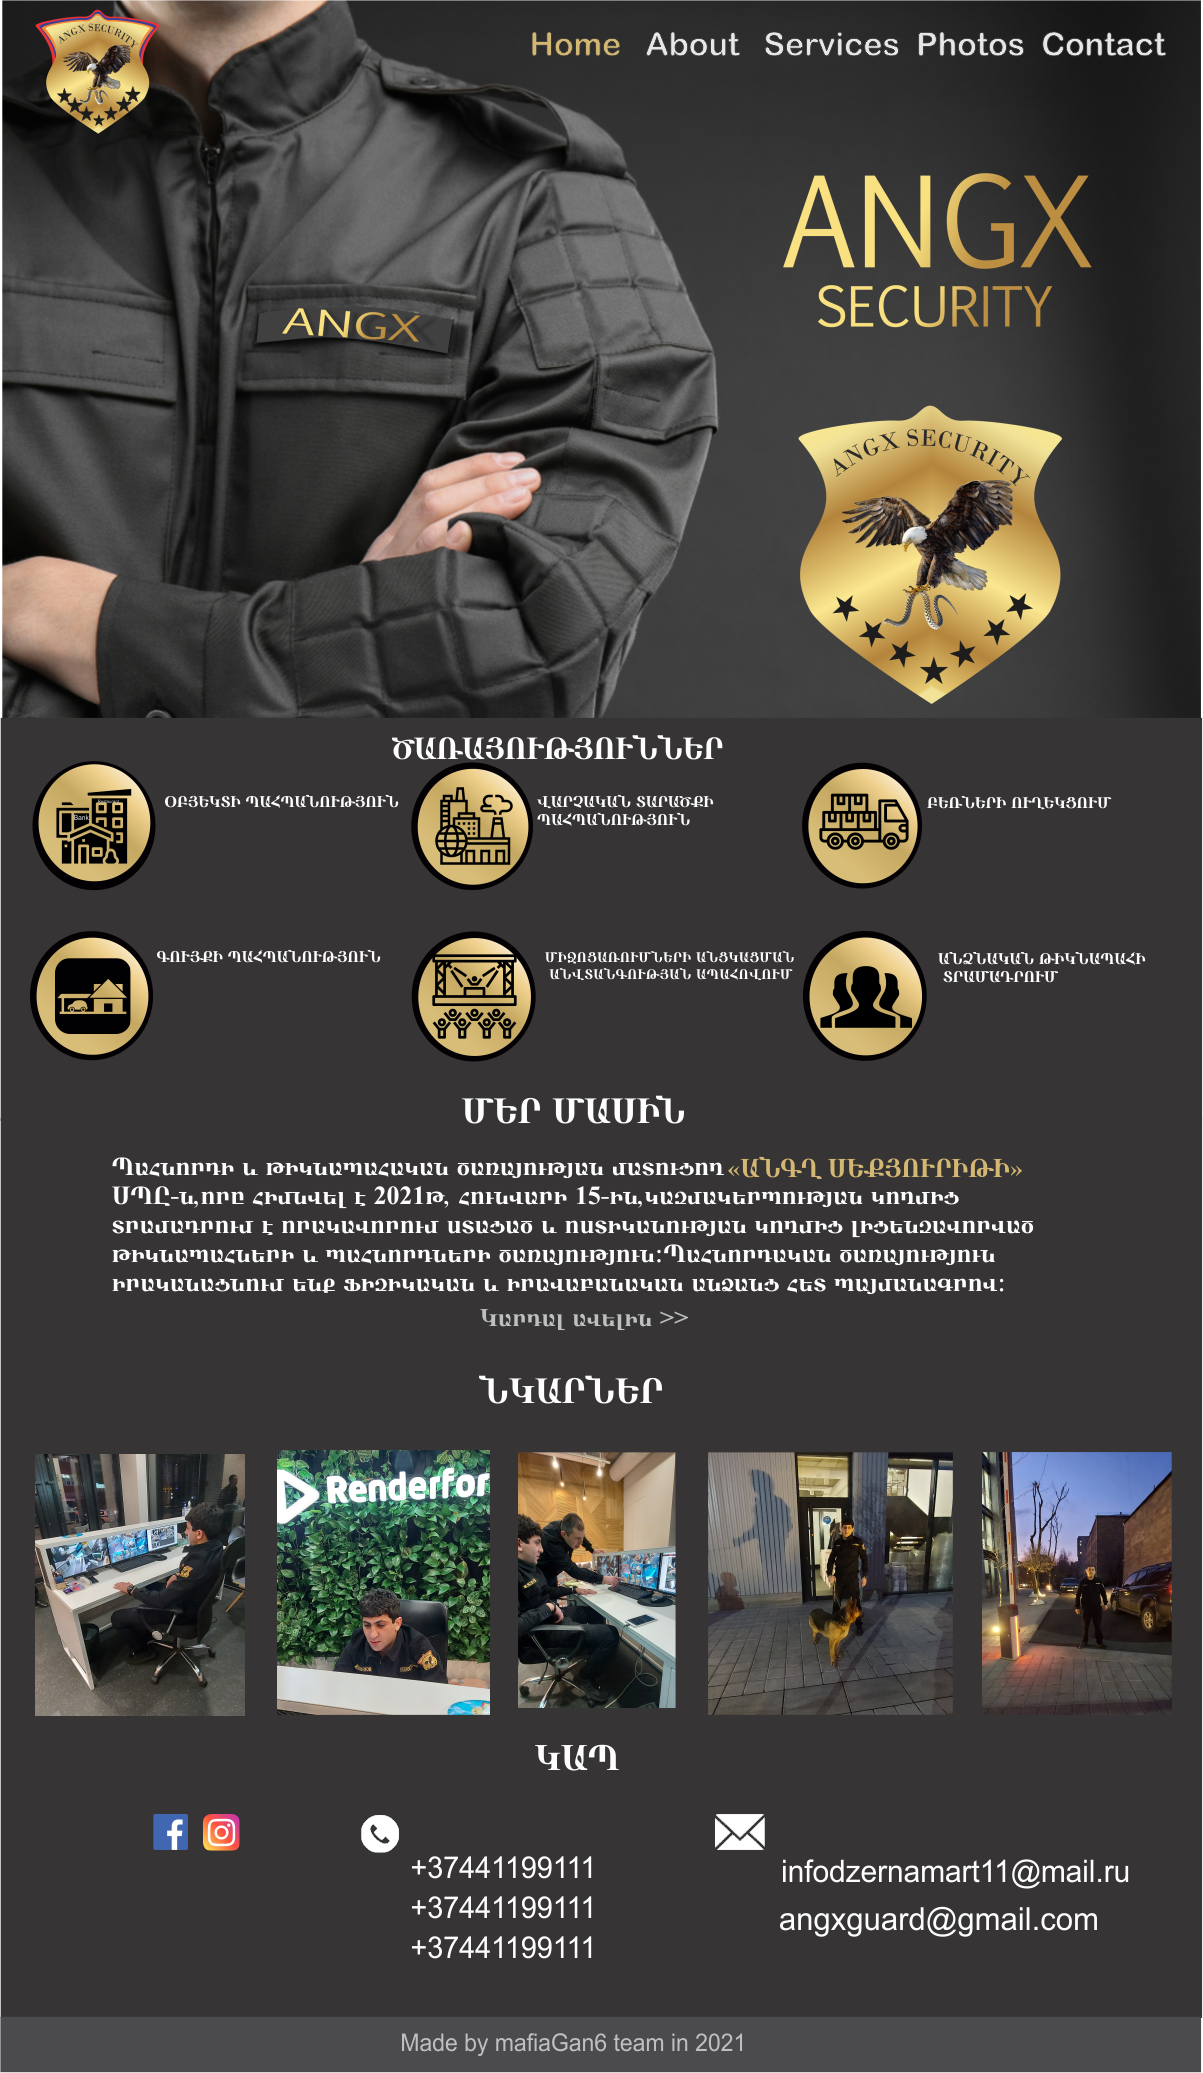 ANGX SECURITY
Home About Services Photos Contact
ANGX
SECURITY
ANGX
ANGX SECURITY
ԾԱՌԱՅՈՒԹՅՈՒՆՆԵՐ
Bank
ՕԲՅԵԿՏԻ ՊԱՀՊԱՆՈՒԹՅՈՒՆ
ՎԱՐՉԱԿԱՆ ՏԱՐԱԾՔԻ
ՊԱՀՊԱՆՈՒԹՅՈՒՆ
ԲԵՌՆԵՐԻ ՈՒՂԵԿՑՈՒՄ
ԳՈՒՅՔԻ ՊԱՀՊԱՆՈՒԹՅՈՒՆ
ՄԻՋՈՑԱՌՈՒՄՆԵՐԻ ԱՆՑԿԱՑՄԱՆ
ԱՆՎՏԱՆԳՈՒԹՅԱՆ ԱՊԱՀՈՎՈՒՄ
ԱՆՁՆԱԿԱՆ ԹԻԿՆԱՊԱՀԻ
ՏՐԱՄԱԴՐՈՒՄ
ՄԵՐ ՄԱՍԻՆ
Պահնորդի և թիկնապահական ծառայության մատուցող «ԱՆԳՂ ՍԵՔՅՈՒՐԻԹԻ»
ՍՊԸ-ն,որը հիմնվել է 2021թ, հունվարի 15-ին,կազմակերպության կողմից
տրամադրում է որակավորում ստացած և ոստիկանության կողմից լիցենզավորված
թիկնապահների և պահնորդների ծառայություն:Պահնորդական ծառայություն
իրականացնում ենք ֆիզիկական և իրավաբանական անձանց հետ պայմանագրով:
Կարդալ ավելին >>
ՆԿԱՐՆԵՐ
Renderfor
ԿԱՊ
+37441199111
+37441199111
+37441199111
infodzernamart11@mail.ru
angxguard@gmail.com
Made by mafiaGan6 team in 2021